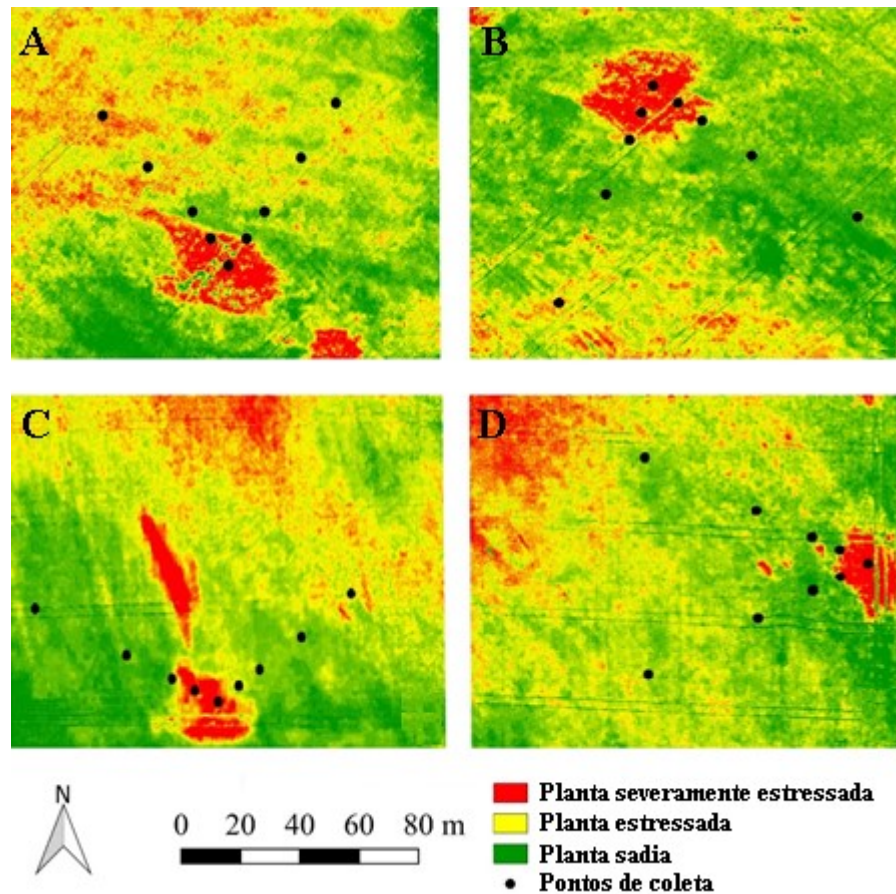 A
B
C
D
N
0 20 40 60 80 m
Planta severamente estressada
Planta estressada
Planta sadia
Pontos de coleta